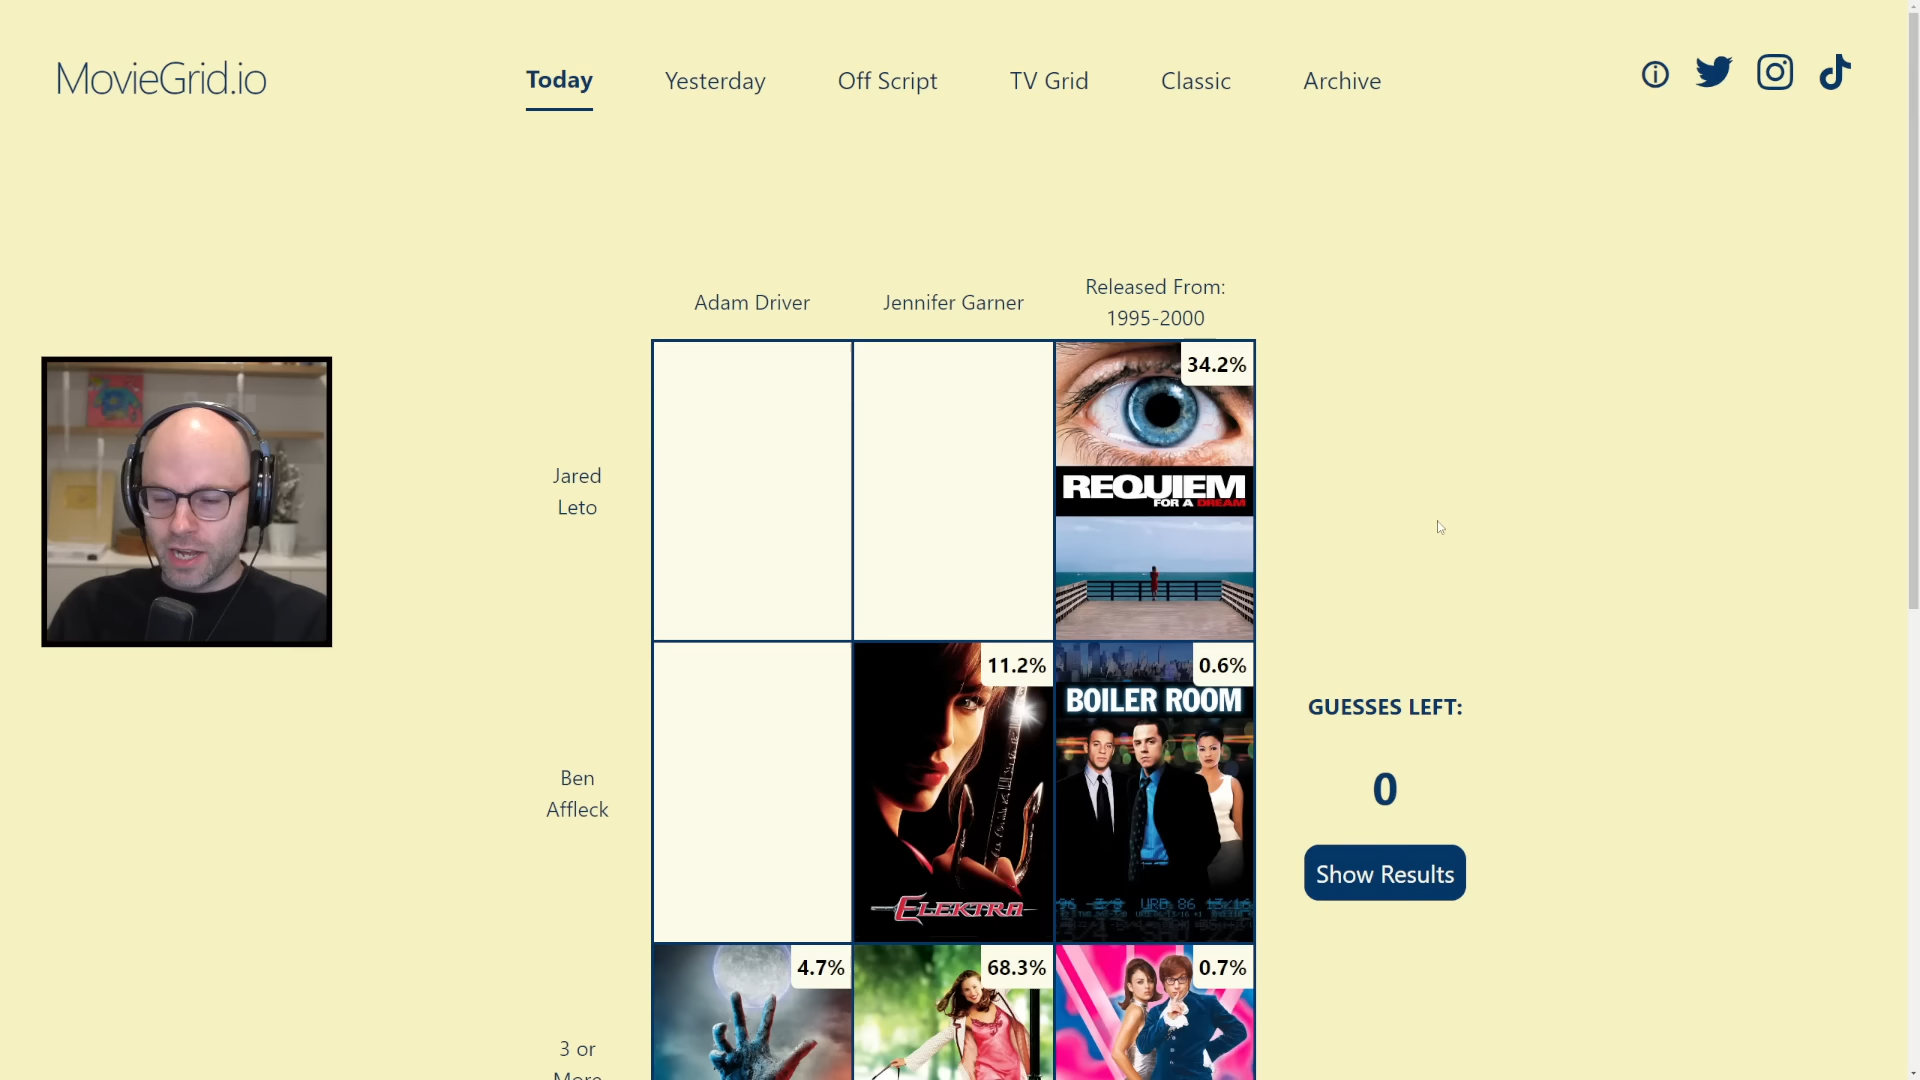 MovieGrid.io
Today
Yesterday
Off Script
TV Grid
Classic
Archive
Adam Driver
Jennifer Garner
Released From:
1995-2000
34.2%
REQUIEM
FOR A DREAM
Jared
Leto
11.2%
0.6%
BOILER ROOM
GUESSES LEFT:
0
Ben
Affleck
Show Results
ELEKTRA
4.7%
68.3%
0.7%
3 or
More